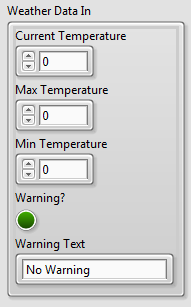 Weather Data In
Current Temperature
0
Max Temperature
0
Min Temperature
0
Warning?
Warning Text
No Warning